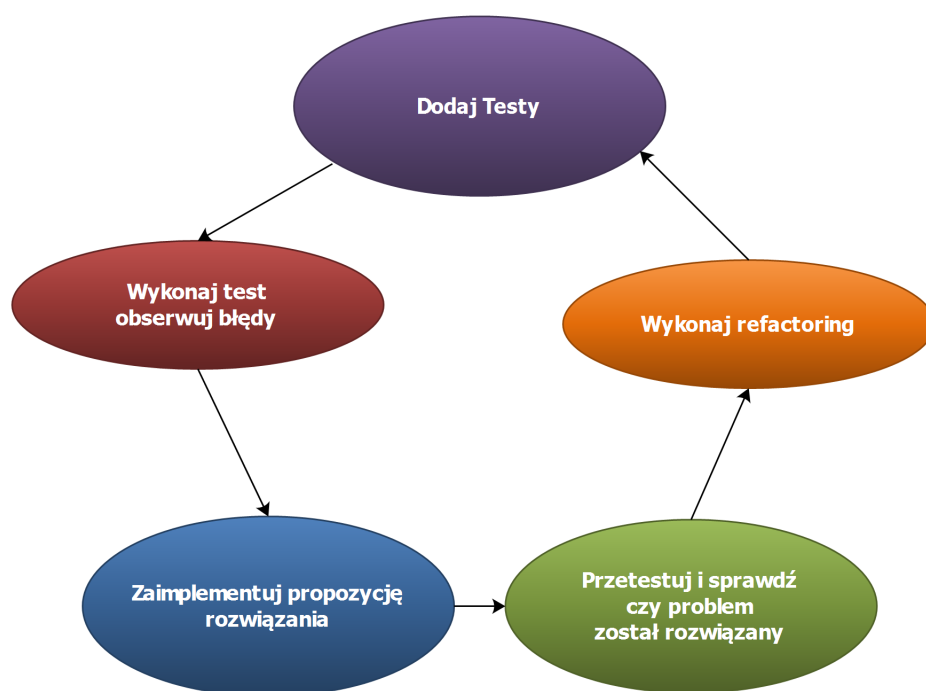 Dodaj Testy
Wykonaj test
obserwuj błędy
Wykonaj refactoring
Zaimplementuj propozycję
rozwiązania
Przetestuj i sprawdź
czy problem
został rozwiązany